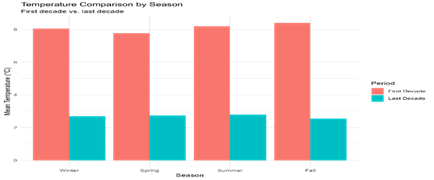 Temperature Comparison by Season
First decade vs. last decade
8
6
4
2
0
Mean Temperature (°C)
Winter
Spring
Summer
Fall
Season
Period
First Decade
Last Decade